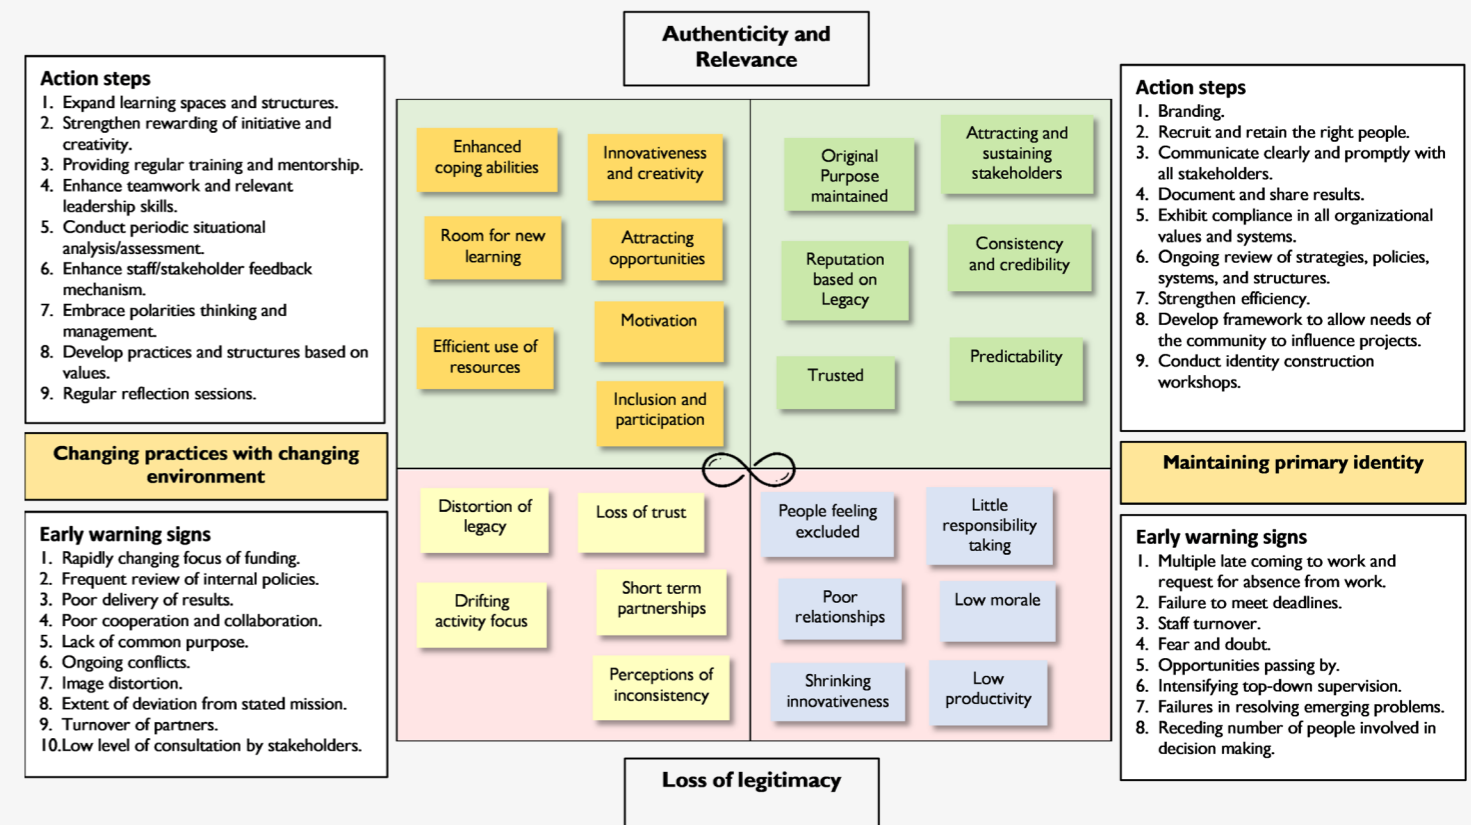 Authenticity and
Relevance
Action steps
1. Expand learning spaces and structures.
2. Strengthen rewarding of initiative and
creativity.
3. Providing regular training and mentorship.
4. Enhance teamwork and relevant
leadership skills.
5. Conduct periodic situational
analysis/assessment.
6. Enhance staff/stakeholder feedback
mechanism.
7. Embrace polarities thinking and
management.
8. Develop practices and structures based on
values.
9. Regular reflection sessions.
Changing practices with changing
environment
Early warning signs
1. Rapidly changing focus of funding.
2. Frequent review of internal policies.
3. Poor delivery of results.
4. Poor cooperation and collaboration.
5. Lack of common purpose.
6. Ongoing conflicts.
7. Image distortion.
8. Extent of deviation from stated mission.
9. Turnover of partners.
10.Low level of consultation by stakeholders.
Enhanced
coping abilities
Innovativeness
and creativity
Room for new
learning
Attracting
opportunities
Motivation
Efficient use of
resources
Inclusion and
participation
Original
Purpose
maintained
Attracting and
sustaining
stakeholders
Reputation
based on
Legacy
Consistency
and credibility
Trusted
Predictability
Distortion of
legacy
Loss of trust
Drifting
activity focus
Short term
partnerships
Perceptions of
inconsistency
People feeling
excluded
Little
responsibility
taking
Poor
relationships
Low morale
Shrinking
innovativeness
Low
productivity
Action steps
1. Branding.
2. Recruit and retain the right people.
3. Communicate clearly and promptly with
all stakeholders.
4. Document and share results.
5. Exhibit compliance in all organizational
values and systems.
6. Ongoing review of strategies, policies,
systems, and structures.
7. Strengthen efficiency.
8. Develop framework to allow needs of
the community to influence projects.
9. Conduct identity construction
workshops.
Maintaining primary identity
Early warning signs
1. Multiple late coming to work and
request for absence from work.
2. Failure to meet deadlines.
3. Staff turnover.
4. Fear and doubt.
5. Opportunities passing by.
6. Intensifying top-down supervision.
7. Failures in resolving emerging problems.
8. Receding number of people involved in
decision making.
Loss of legitimacy